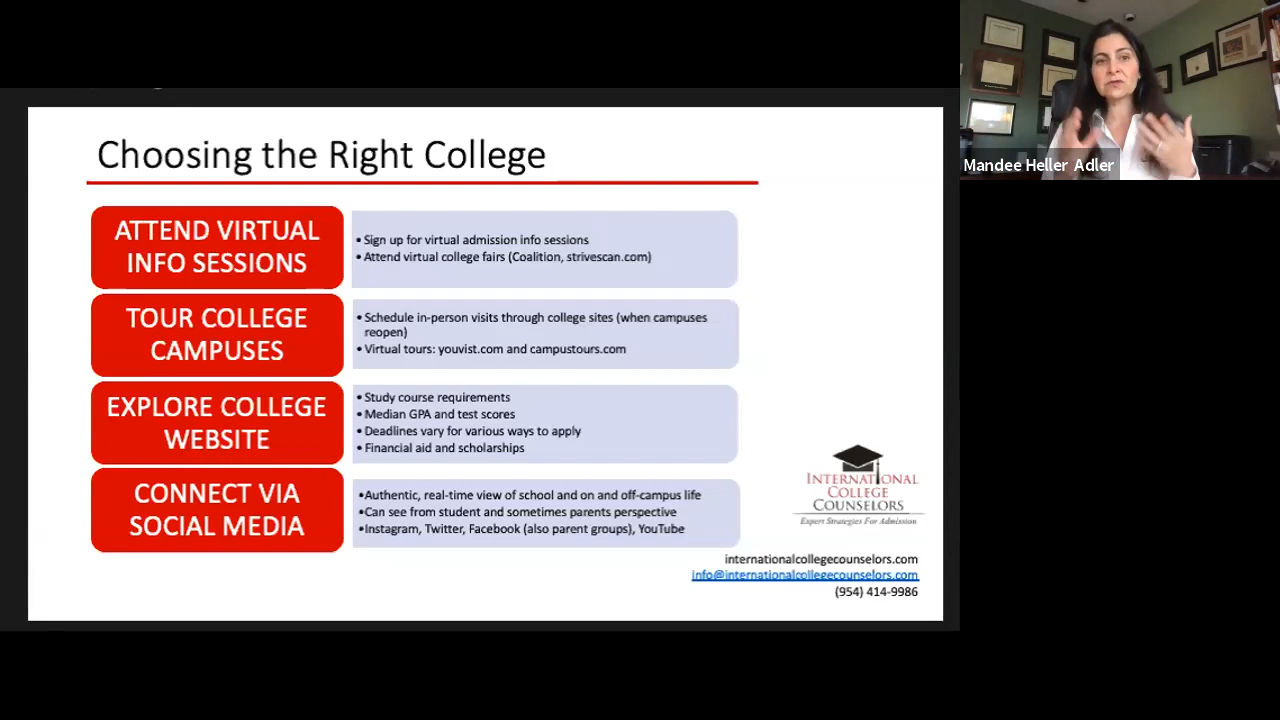 Choosing the Right College
ATTEND VIRTUAL
INFO SESSIONS
• Sign up for virtual admission info sessions
• Attend virtual college fairs (Coalition, strivescan.com)
TOUR COLLEGE
CAMPUSES
• Schedule in-person visits through college sites (when campuses
reopen)
• Virtual tours: youvist.com and campustours.com
EXPLORE COLLEGE
WEBSITE
• Study course requirements
• Median GPA and test scores
• Deadlines vary for various ways to apply
• Financial aid and scholarships
CONNECT VIA
SOCIAL MEDIA
• Authentic, real-time view of school and on and off-campus life
• Can see from student and sometimes parents perspective
• Instagram, Twitter, Facebook (also parent groups), YouTube
INTERNATIONAL
COLLEGE
COUNSELORS
Expert Strategies For Admission
internationalcollegecounselors.com
info@internationalcollegecounselors.com
(954) 414-9986
Mandee Heller Adler